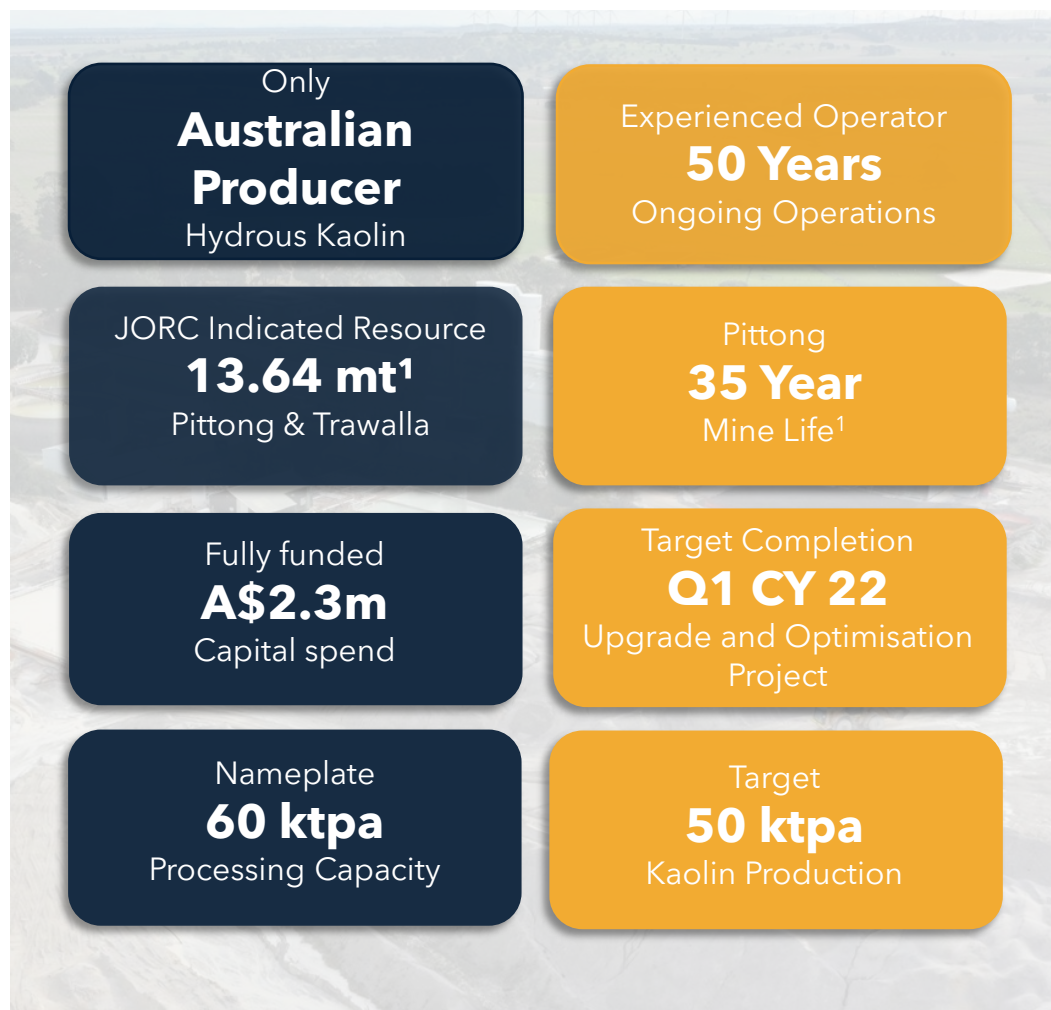 Only
Australian
Producer
Hydrous Kaolin
Experienced Operator
50 Years
Ongoing Operations
JORC Indicated Resource
13.64 mt¹
Pittong & Trawalla
Pittong
35 Year
Mine Life¹
Fully funded
A$2.3m
Capital spend
Target Completion
Q1 CY 22
Upgrade and Optimisation
Project
Nameplate
60 ktpa
Processing Capacity
Target
50 ktpa
Kaolin Production